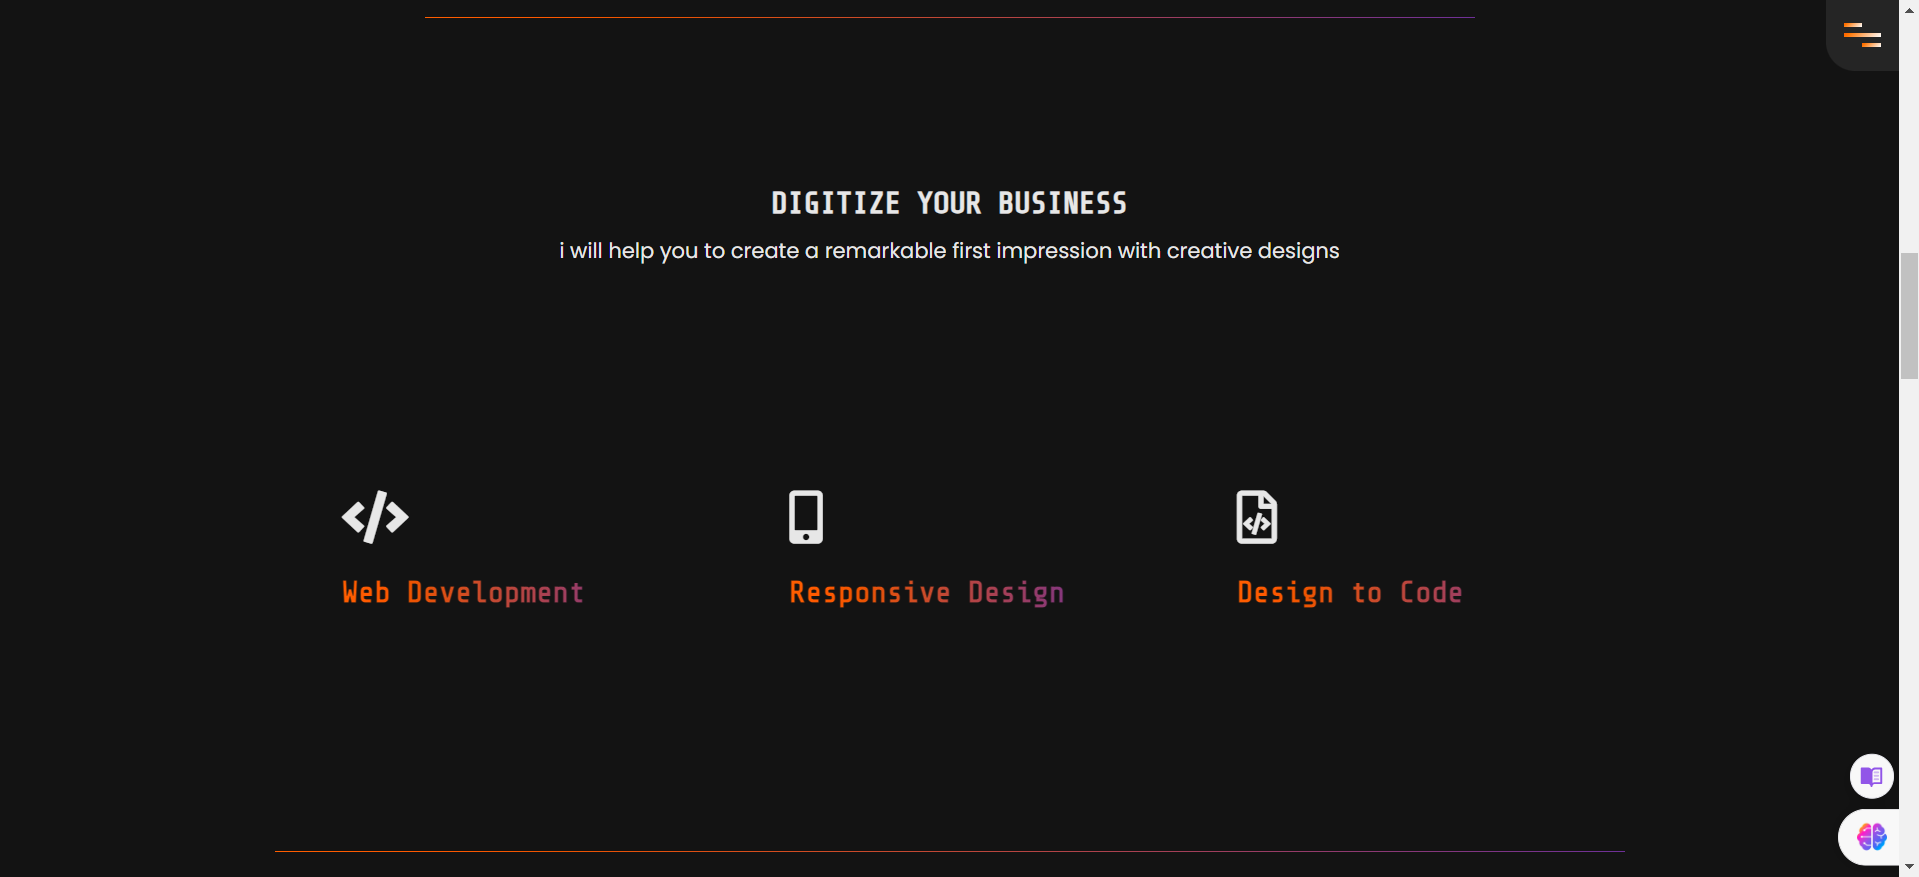 DIGITIZE YOUR BUSINESS
i will help you to create a remarkable first impression with creative designs
Web Development
Responsive Design
Design to Code